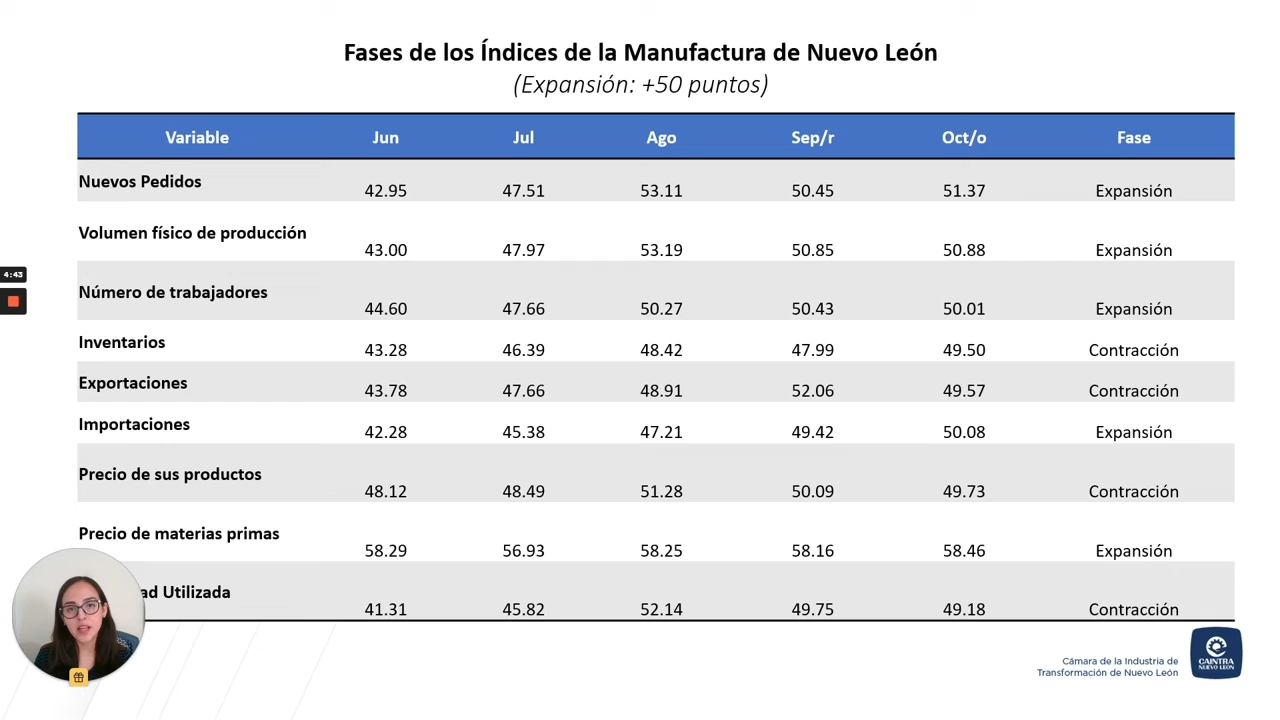 Fases de los Índices de la Manufactura de Nuevo León
(Expansión: +50 puntos)
Variable Jun Jul Ago Sep/r Oct/o Fase
Nuevos Pedidos 42.95 47.51 53.11 50.45 51.37 Expansión
Volumen físico de producción 43.00 47.97 53.19 50.85 50.88 Expansión
Número de trabajadores 44.60 47.66 50.27 50.43 50.01 Expansión
Inventarios 43.28 46.39 48.42 47.99 49.50 Contracción
Exportaciones 43.78 47.66 48.91 52.06 49.57 Contracción
Importaciones 42.28 45.38 47.21 49.42 50.08 Expansión
Precio de sus productos 48.12 48.49 51.28 50.09 49.73 Contracción
Precio de materias primas 58.29 56.93 58.25 58.16 58.46 Expansión
ad Utilizada 41.31 45.82 52.14 49.75 49.18 Contracción
4:43
Cámara de la Industria de
Transformación de Nuevo León
CAINTRA
NUEVO LEÓN